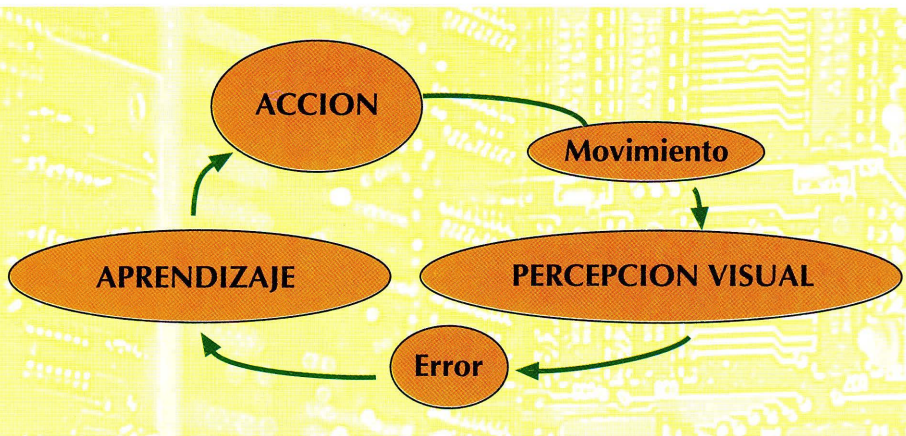 ACCION
Movimiento
PERCEPCION VISUAL
Error
APRENDIZAJE